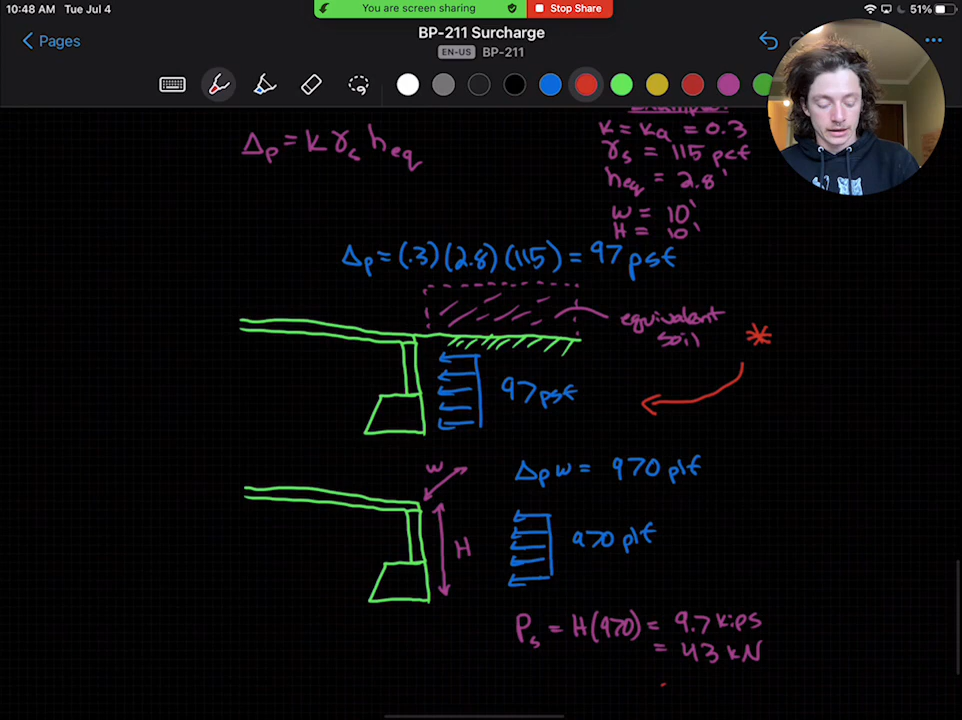 10:48 AM Tue Jul 4
You are screen sharing
Stop Share
51%
Pages
BP-211 Surcharge
EN-US BP-211
Example:
Δp = k γs heq
k = ka = 0.3
γs = 115 pcf
heq = 2.8'
W = 10'
H = 10'
Δp = (.3)(2.8)(115) = 97 psf
equivalent
soil
*
97 psf
W
Δp W = 970 plf
H
970 plf
Ps = H(970) = 9.7 kips
= 43 kN